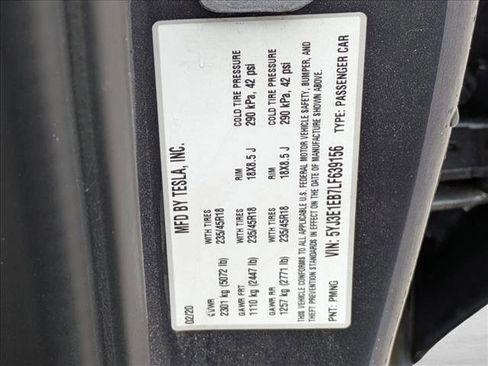 MFD BY TESLA, INC.
02/20
GVWR WITH TIRES RIM COLD TIRE PRESSURE
2301 kg (5072 lb) 235/45R18 18X8.5 J 290 kPa, 42 psi
GAWR FRT WITH TIRES RIM COLD TIRE PRESSURE
1110 kg (2447 lb) 235/45R18 18X8.5 J 290 kPa, 42 psi
GAWR RR
1257 kg (2771 lb)
THIS VEHICLE CONFORMS TO ALL APPLICABLE U.S. FEDERAL MOTOR VEHICLE SAFETY, BUMPER, AND
THEFT PREVENTION STANDARDS IN EFFECT ON THE DATE OF MANUFACTURE SHOWN ABOVE.
VIN: 5YJ3E1EB7LF639156
PNT: PMNG TYPE: PASSENGER CAR